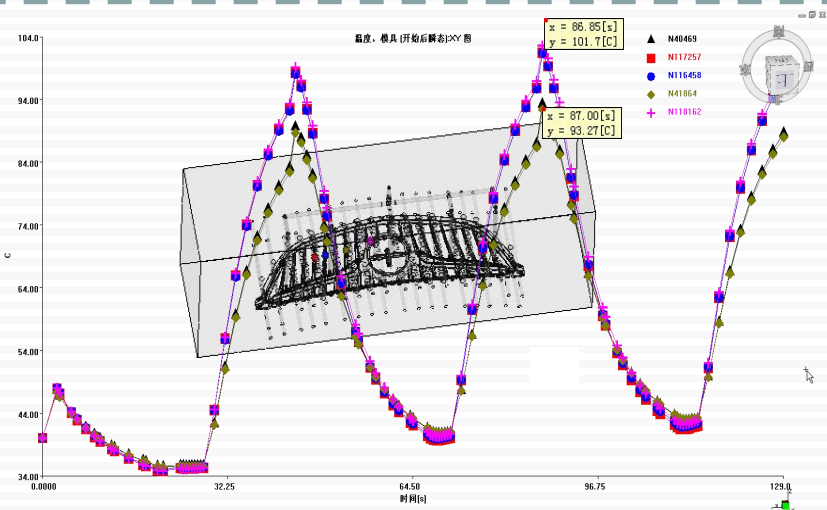 温度，模具 [开始后瞬态]:XY 图
x = 86.85[s]
y = 101.7[C]
x = 87.00[s]
y = 93.27[C]
N40469
N117257
N116458
N41864
N118162
104.0
94.00
84.00
74.00
64.00
54.00
44.00
34.00
C
0.0000
32.25
64.50
96.75
129.0
时间[s]